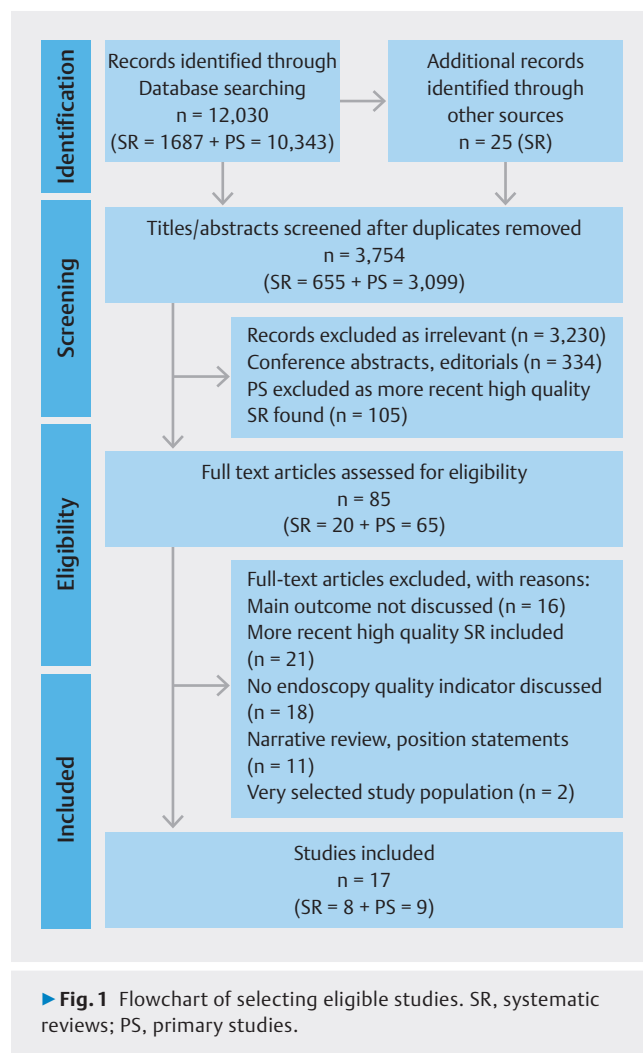 Identification
Records identified through
Database searching
n = 12,030
(SR = 1687 + PS = 10,343)
Additional records
identified through
other sources
n = 25 (SR)
Screening
Titles/abstracts screened after duplicates removed
n = 3,754
(SR = 655 + PS = 3,099)
Records excluded as irrelevant (n = 3,230)
Conference abstracts, editorials (n = 334)
PS excluded as more recent high quality
SR found (n = 105)
Eligibility
Full text articles assessed for eligibility
n = 85
(SR = 20 + PS = 65)
Full-text articles excluded, with reasons:
Main outcome not discussed (n = 16)
More recent high quality SR included
(n = 21)
No endoscopy quality indicator discussed
(n = 18)
Narrative review, position statements
(n = 11)
Very selected study population (n = 2)
Included
Studies included
n = 17
(SR = 8 + PS = 9)
▶ Fig. 1 Flowchart of selecting eligible studies. SR, systematic
reviews; PS, primary studies.